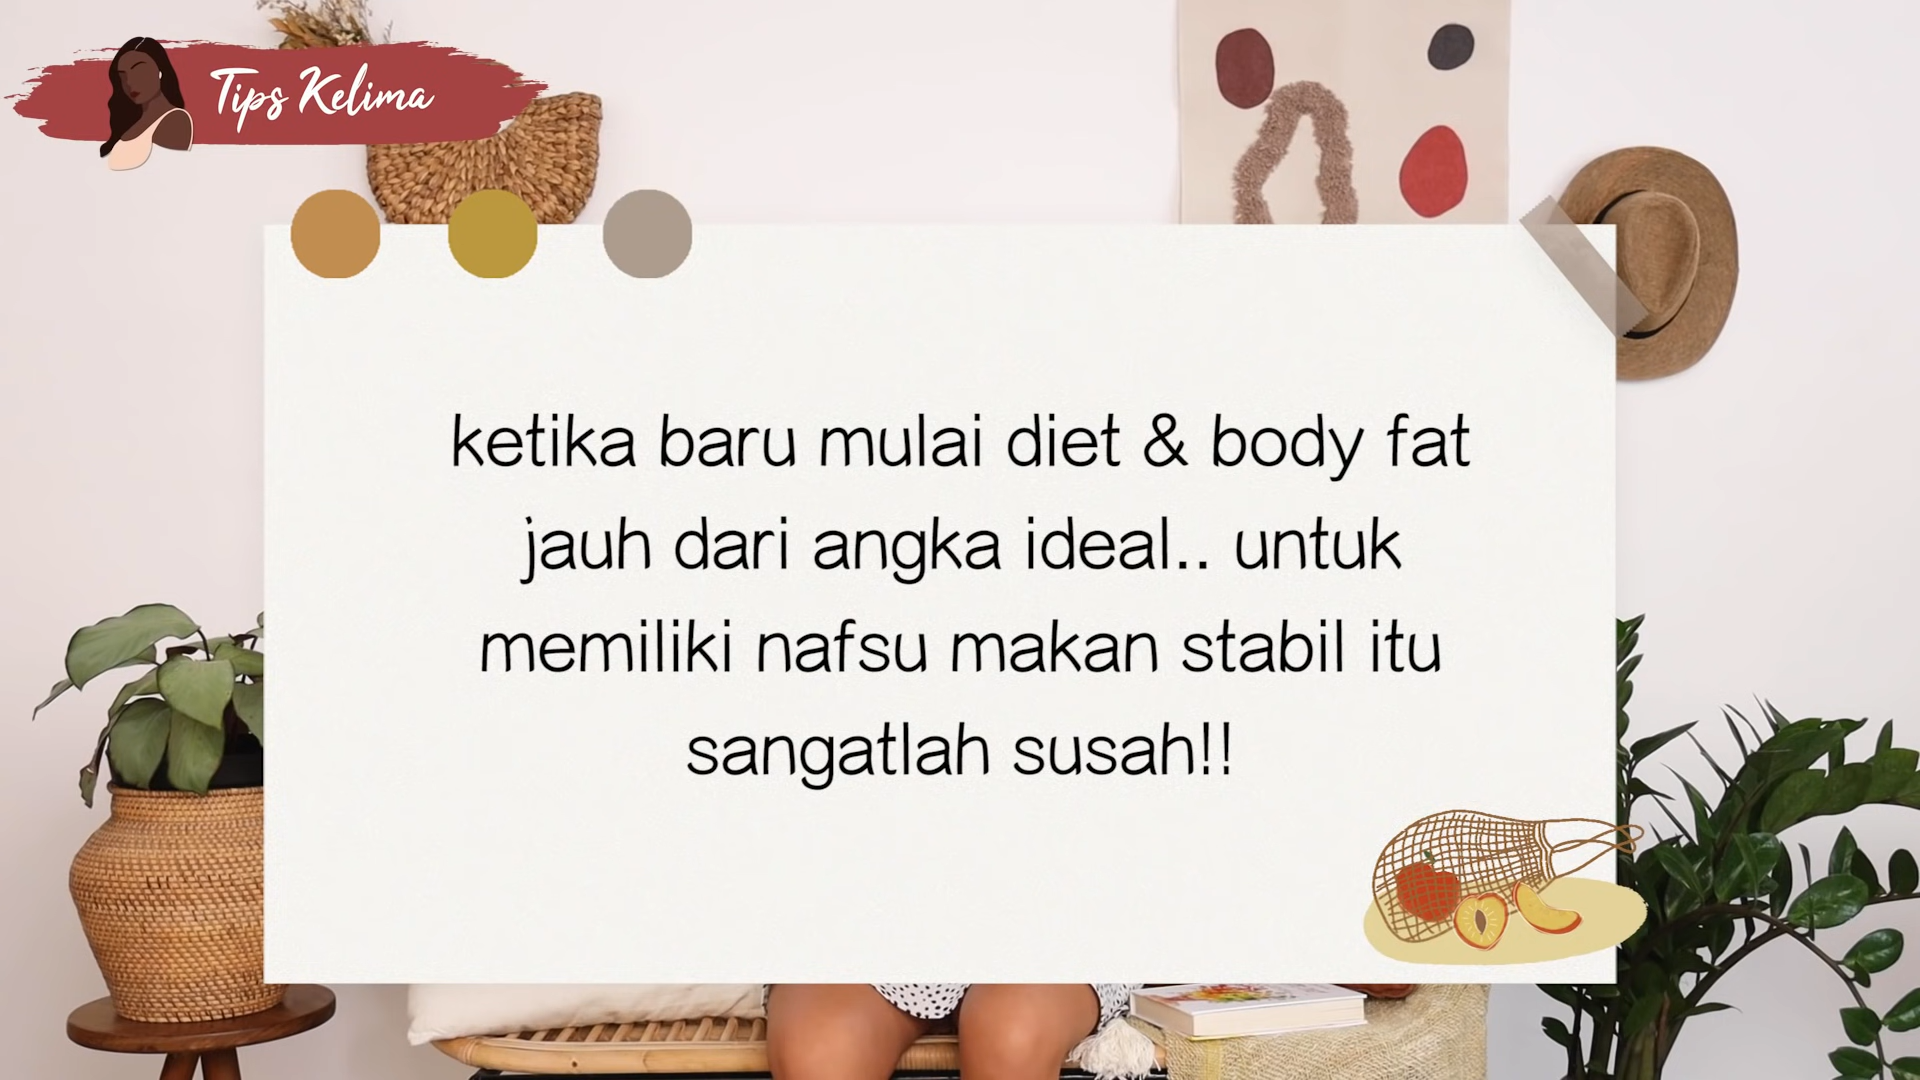 Tips Kelima
ketika baru mulai diet & body fat
jauh dari angka ideal.. untuk
memiliki nafsu makan stabil itu
sangatlah susah!!